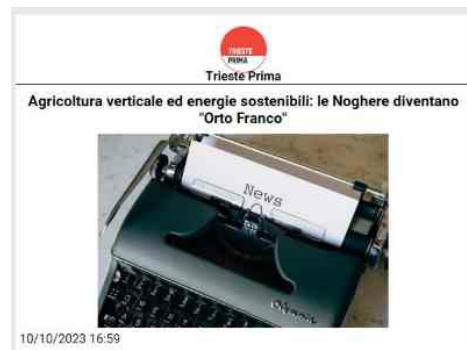 TRIESTE
PRIMA
Trieste Prima
Agricoltura verticale ed energie sostenibili: le Noghere diventano
"Orto Franco"
News
Olympia
10/10/2023 16:59